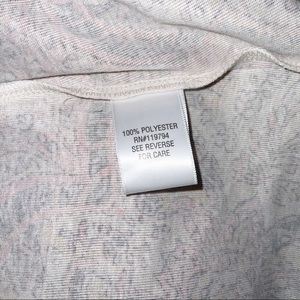 100% POLYESTER
RN#119794
SEE REVERSE
FOR CARE